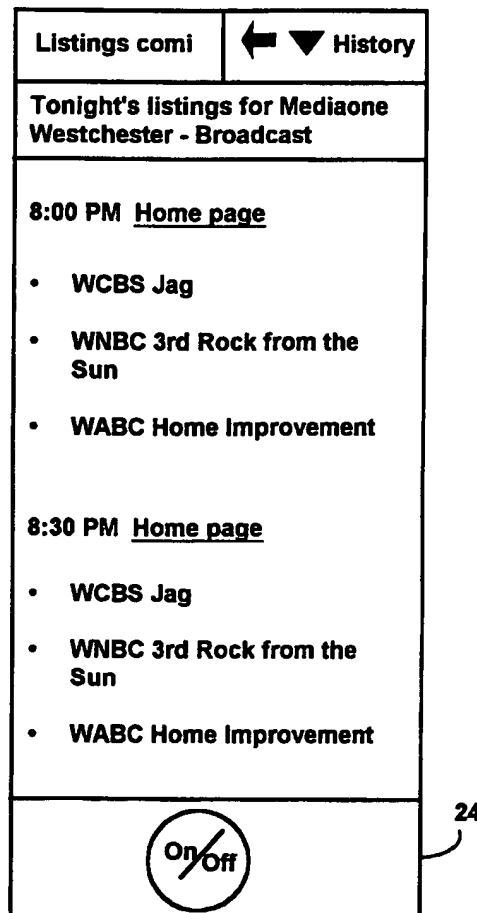 Listings comi
History
Tonight's listings for Mediaone
Westchester - Broadcast
8:00 PM Home page
• WCBS Jag
• WNBC 3rd Rock from the
Sun
• WABC Home Improvement
8:30 PM Home page
• WCBS Jag
• WNBC 3rd Rock from the
Sun
• WABC Home Improvement
24
On/Off